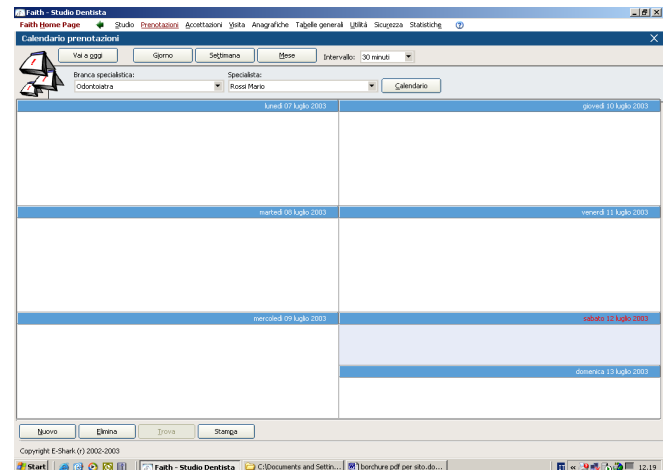 Faith - Studio Dentista
Faith Home Page Studio Prenotazioni Accettazioni Visita Anagrafiche Tabelle generali Utilità Sicurezza Statistiche ?
Calendario prenotazioni
Vai a oggi Giorno Settimana Mese Intervallo: 30 minuti
Branca specialistica: Specialista:
Odontoiatra Rossi Mario Calendario
lunedì 07 luglio 2003 giovedì 10 luglio 2003
martedì 08 luglio 2003 venerdì 11 luglio 2003
mercoledì 09 luglio 2003 sabato 12 luglio 2003
domenica 13 luglio 2003
Nuovo Elimina Trova Stampa
Copyright E-Shark (r) 2002-2003
Start Faith - Studio Dentista C:\Documents and Settin... borchure pdf per sito.do... 12.19